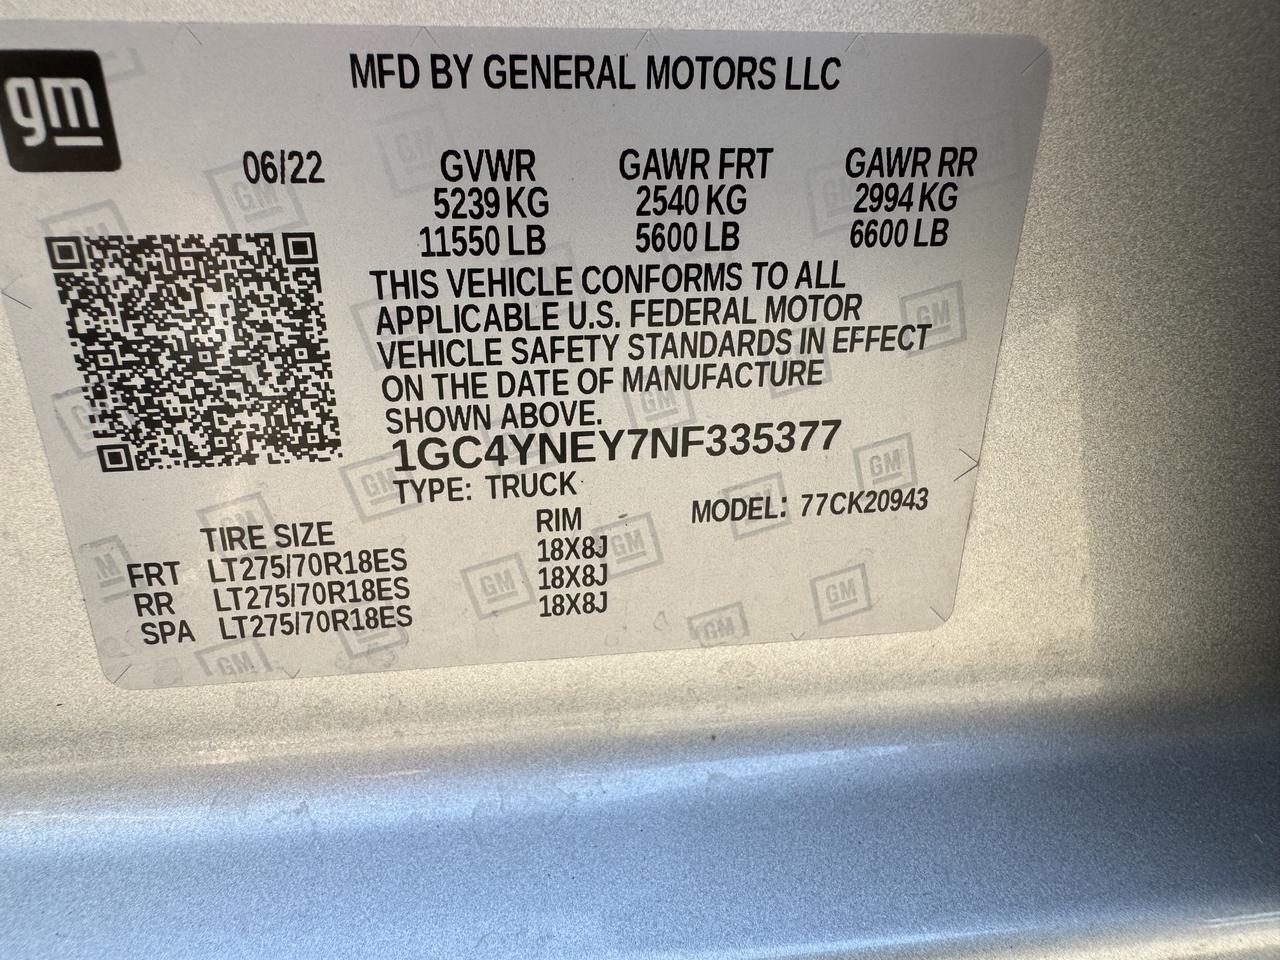 gm
MFD BY GENERAL MOTORS LLC
06/22 GVWR GAWR FRT GAWR RR
5239 KG 2540 KG 2994 KG
11550 LB 5600 LB 6600 LB
THIS VEHICLE CONFORMS TO ALL
APPLICABLE U.S. FEDERAL MOTOR
VEHICLE SAFETY STANDARDS IN EFFECT
ON THE DATE OF MANUFACTURE
SHOWN ABOVE.
1GC4YNEY7NF335377
TYPE: TRUCK
MODEL: 77CK20943
TIRE SIZE RIM
FRT LT275/70R18ES 18X8J
RR LT275/70R18ES 18X8J
SPA LT275/70R18ES 18X8J